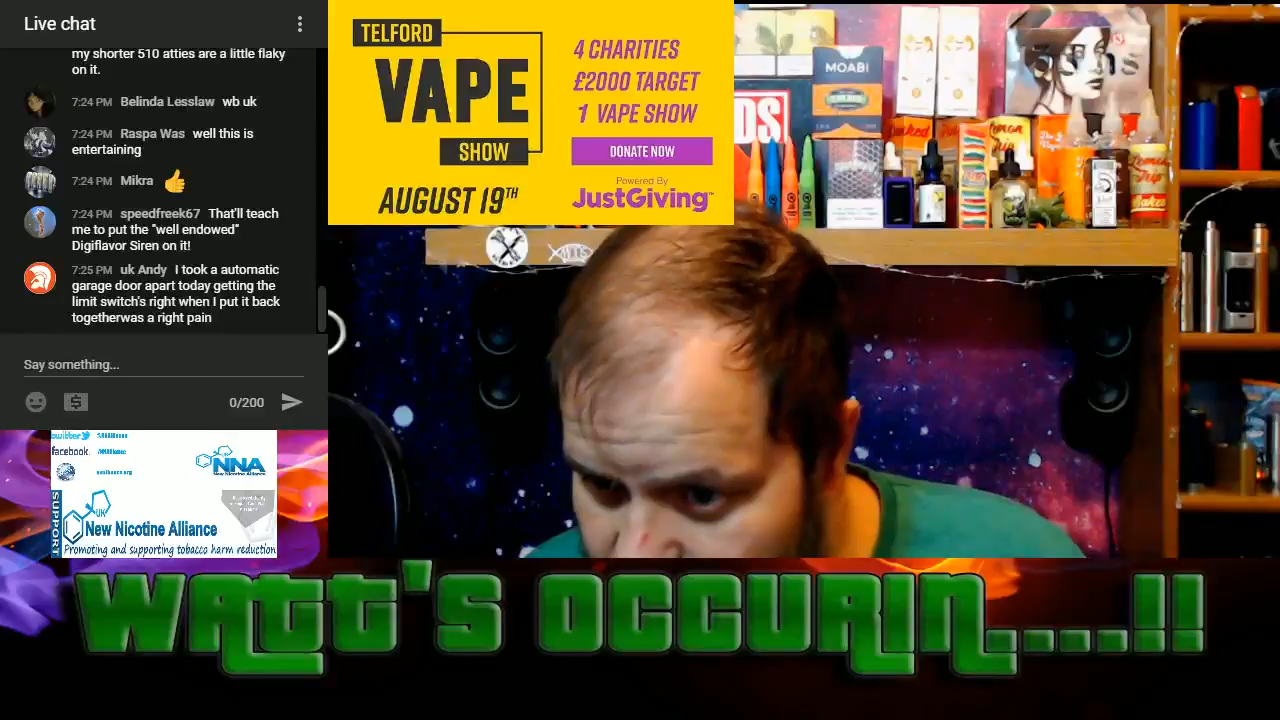 Live chat
my shorter 510 atties are a little flaky
on it.
7:24 PM Belinda Lesslaw wb uk
7:24 PM Raspa Was well this is
entertaining
7:24 PM Mikra
7:24 PM speedfreek67 That'll teach
me to put the "well endowed"
Digiflavor Siren on it!
7:25 PM uk Andy I took a automatic
garage door apart today getting the
limit switch's right when I put it back
togetherwas a right pain
Say something...
0/200
TELFORD
VAPE
SHOW
AUGUST 19TH
4 CHARITIES
£2000 TARGET
1 VAPE SHOW
DONATE NOW
Powered By
JustGiving™
MOABI
twitter
facebook
NNA
New Nicotine Alliance
SUPPORT
UK
New Nicotine Alliance
Promoting and supporting tobacco harm reduction
WATT'S OCCURIN....!!